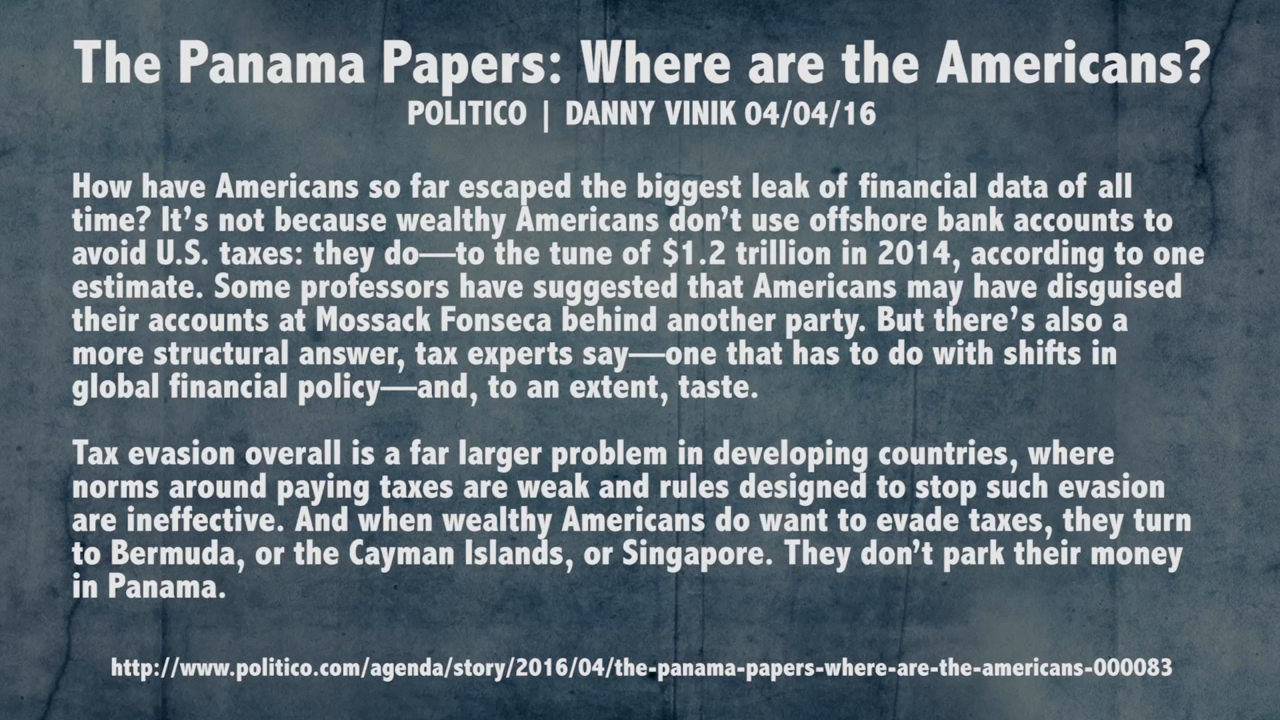 The Panama Papers: Where are the Americans?
POLITICO | DANNY VINIK 04/04/16
How have Americans so far escaped the biggest leak of financial data of all
time? It’s not because wealthy Americans don’t use offshore bank accounts to
avoid U.S. taxes: they do—to the tune of $1.2 trillion in 2014, according to one
estimate. Some professors have suggested that Americans may have disguised
their accounts at Mossack Fonseca behind another party. But there’s also a
more structural answer, tax experts say—one that has to do with shifts in
global financial policy—and, to an extent, taste.
Tax evasion overall is a far larger problem in developing countries, where
norms around paying taxes are weak and rules designed to stop such evasion
are ineffective. And when wealthy Americans do want to evade taxes, they turn
to Bermuda, or the Cayman Islands, or Singapore. They don’t park their money
in Panama.
http://www.politico.com/agenda/story/2016/04/the-panama-papers-where-are-the-americans-000083